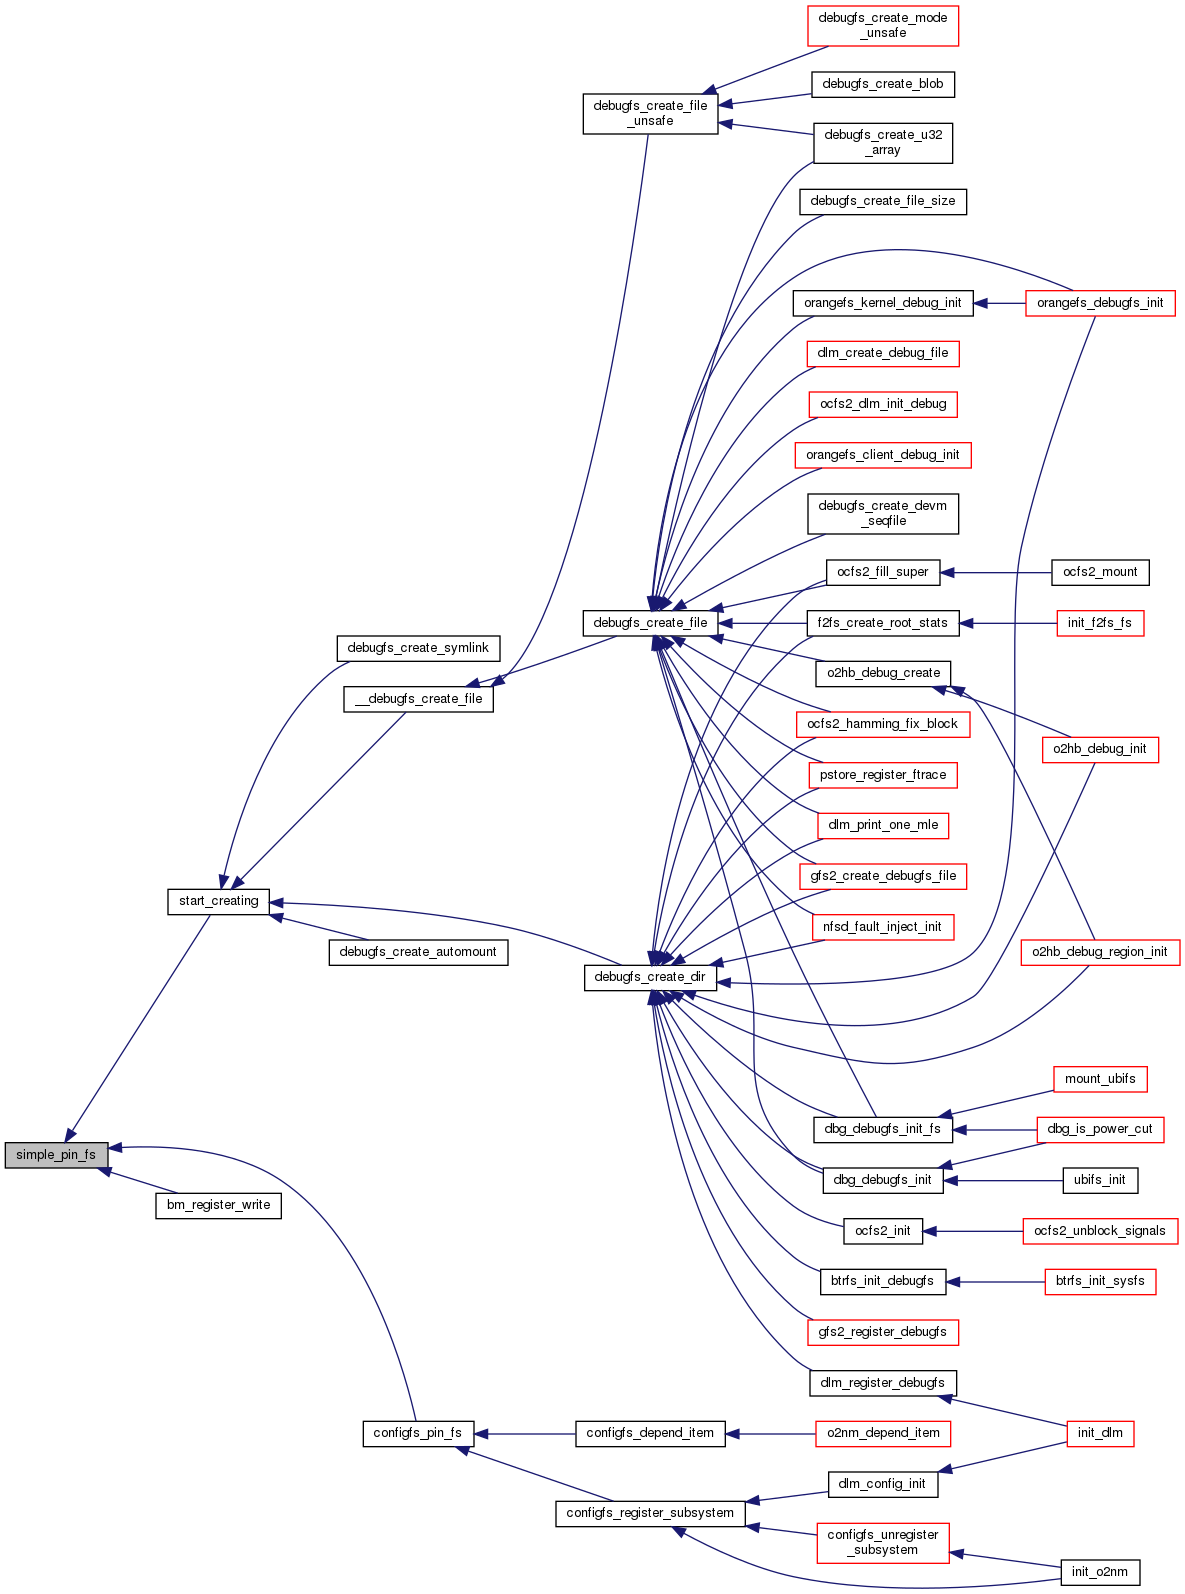 debugfs_create_mode
_unsafe
debugfs_create_blob
debugfs_create_file
_unsafe
debugfs_create_u32
_array
debugfs_create_file_size
orangefs_kernel_debug_init
orangefs_debugfs_init
dlm_create_debug_file
ocfs2_dlm_init_debug
orangefs_client_debug_init
debugfs_create_devm
_seqfile
ocfs2_fill_super
ocfs2_mount
debugfs_create_file
f2fs_create_root_stats
init_f2fs_fs
debugfs_create_symlink
o2hb_debug_create
__debugfs_create_file
ocfs2_hamming_fix_block
o2hb_debug_init
pstore_register_ftrace
dlm_print_one_mle
gfs2_create_debugfs_file
start_creating
nfsd_fault_inject_init
debugfs_create_automount
o2hb_debug_region_init
debugfs_create_dir
mount_ubifs
dbg_debugfs_init_fs
dbg_is_power_cut
simple_pin_fs
dbg_debugfs_init
ubifs_init
bm_register_write
ocfs2_init
ocfs2_unblock_signals
btrfs_init_debugfs
btrfs_init_sysfs
gfs2_register_debugfs
dlm_register_debugfs
configfs_pin_fs
configfs_depend_item
o2nm_depend_item
init_dlm
dlm_config_init
configfs_register_subsystem
configfs_unregister
_subsystem
init_o2nm